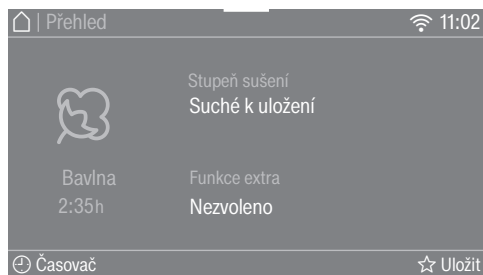 | Přehled 11:02
Stupeň sušení
Suché k uložení
Bavlna
2:35h
Funkce extra
Nezvoleno
Časovač
Uložit